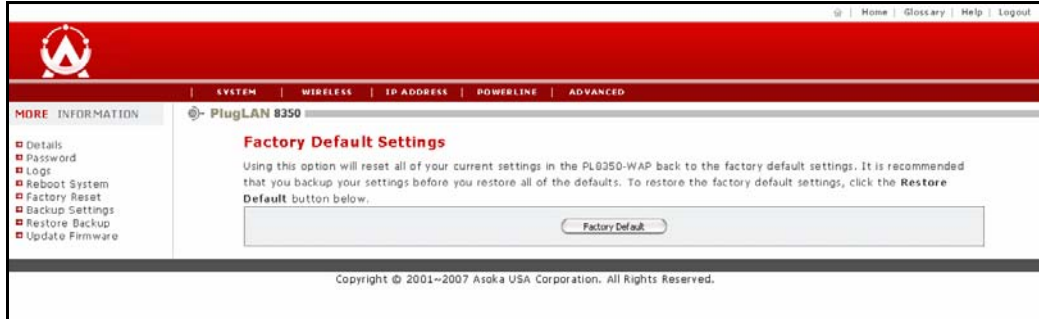 | Home | Glossary | Help | Logout
| SYSTEM | WIRELESS | IP ADDRESS | POWERLINE | ADVANCED
MORE INFORMATION
PlugLAN 8350
Details
Password
Logs
Reboot System
Factory Reset
Backup Settings
Restore Backup
Update Firmware
Factory Default Settings
Using this option will reset all of your current settings in the PL8350-WAP back to the factory default settings. It is recommended
that you backup your settings before you restore all of the defaults. To restore the factory default settings, click the Restore
Default button below.
Factory Default
Copyright © 2001~2007 Asoka USA Corporation. All Rights Reserved.